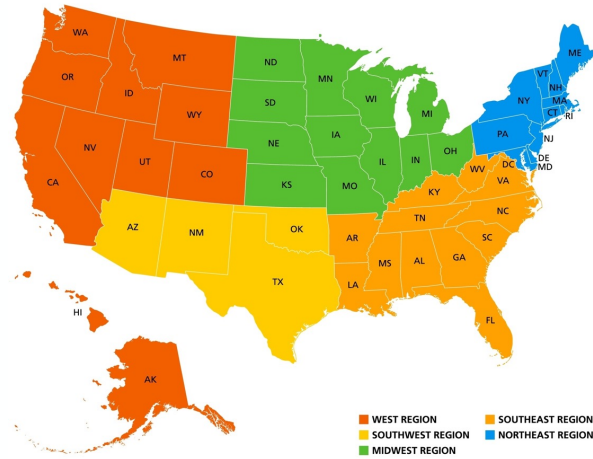 WA
MT
ND
MN
ME
OR
ID
SD
WI
MI
VT
NH
NY
MA
CT
RI
WY
NE
IA
PA
NJ
NV
UT
CO
IL
IN
OH
DE
MD
DC
WV
VA
CA
KS
MO
KY
AZ
NM
OK
AR
TN
NC
SC
TX
LA
MS
AL
GA
FL
HI
AK
WEST REGION
SOUTHWEST REGION
MIDWEST REGION
SOUTHEAST REGION
NORTHEAST REGION